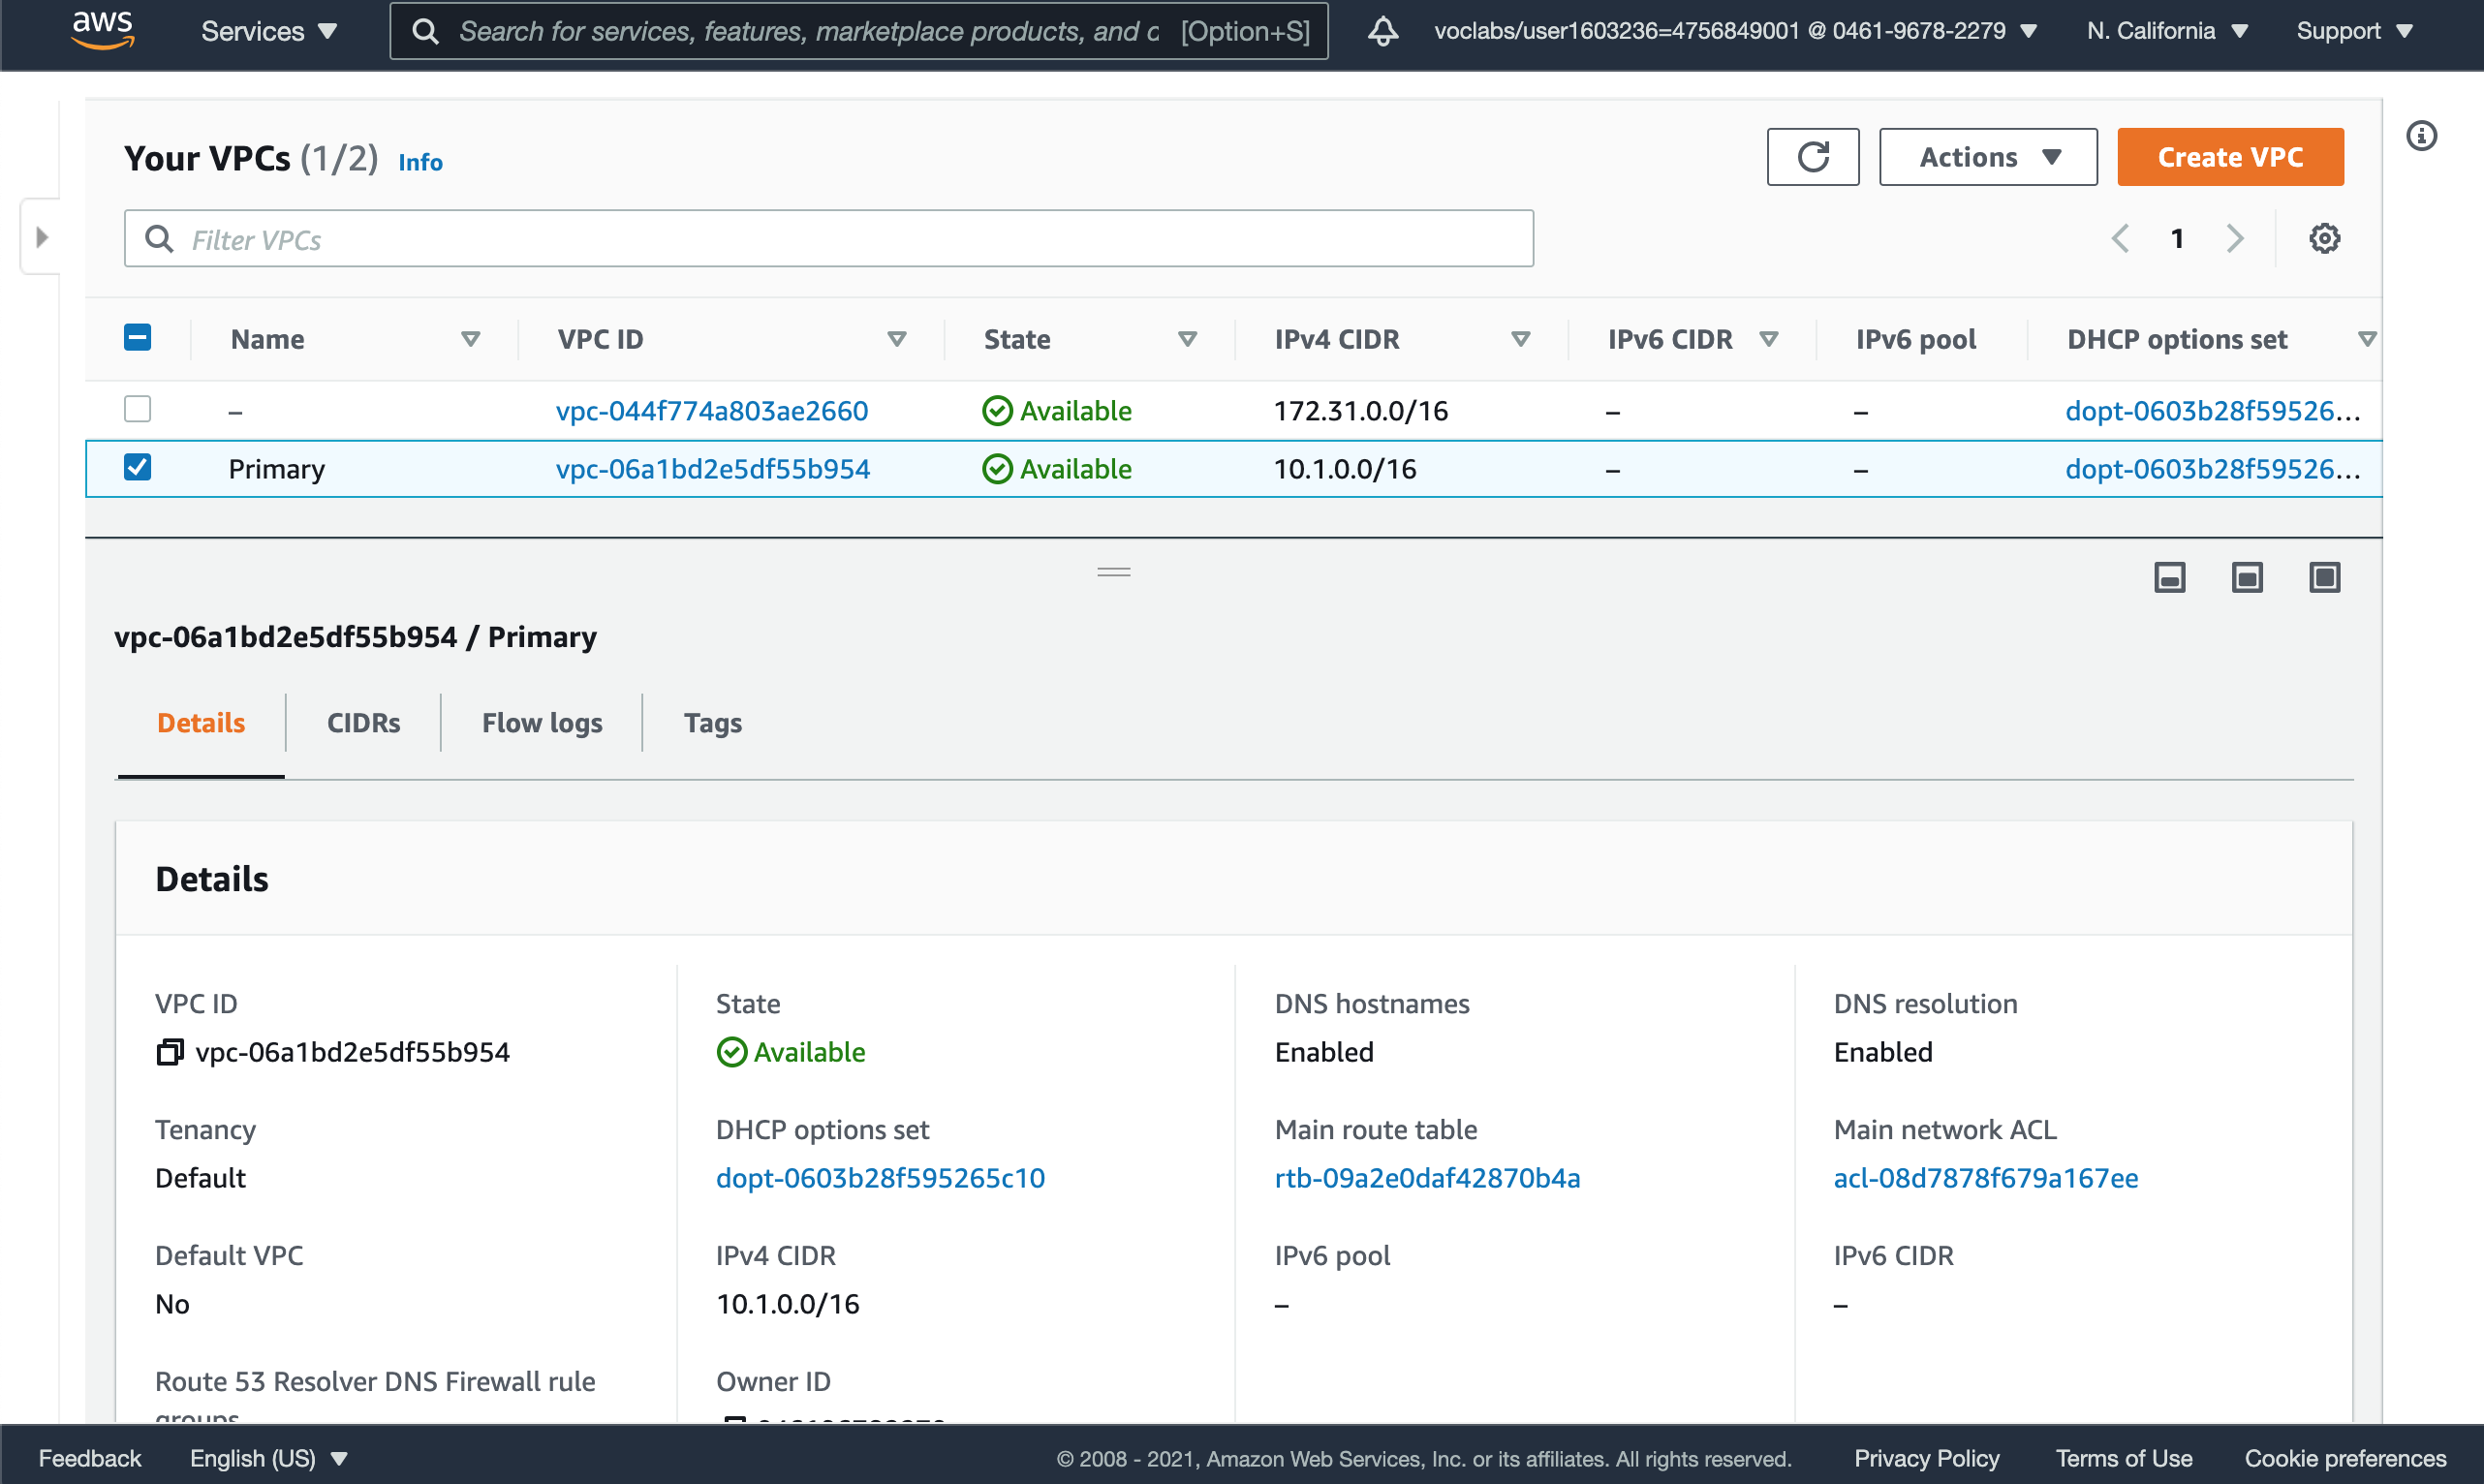 aws Services Search for services, features, marketplace products, and c [Option+S] voclabs/user1603236=4756849001 @ 0461-9678-2279 N. California Support
Your VPCs (1/2) Info Actions Create VPC
Filter VPCs 1
Name VPC ID State IPv4 CIDR IPv6 CIDR IPv6 pool DHCP options set
– vpc-044f774a803ae2660 Available 172.31.0.0/16 – – dopt-0603b28f59526...
Primary vpc-06a1bd2e5df55b954 Available 10.1.0.0/16 – – dopt-0603b28f59526...
vpc-06a1bd2e5df55b954 / Primary
Details CIDRs Flow logs Tags
Details
VPC ID State DNS hostnames DNS resolution
vpc-06a1bd2e5df55b954 Available Enabled Enabled
Tenancy DHCP options set Main route table Main network ACL
Default dopt-0603b28f595265c10 rtb-09a2e0daf42870b4a acl-08d7878f679a167ee
Default VPC IPv4 CIDR IPv6 pool IPv6 CIDR
No 10.1.0.0/16 – –
Route 53 Resolver DNS Firewall rule Owner ID
groups
Feedback English (US) © 2008 - 2021, Amazon Web Services, Inc. or its affiliates. All rights reserved. Privacy Policy Terms of Use Cookie preferences